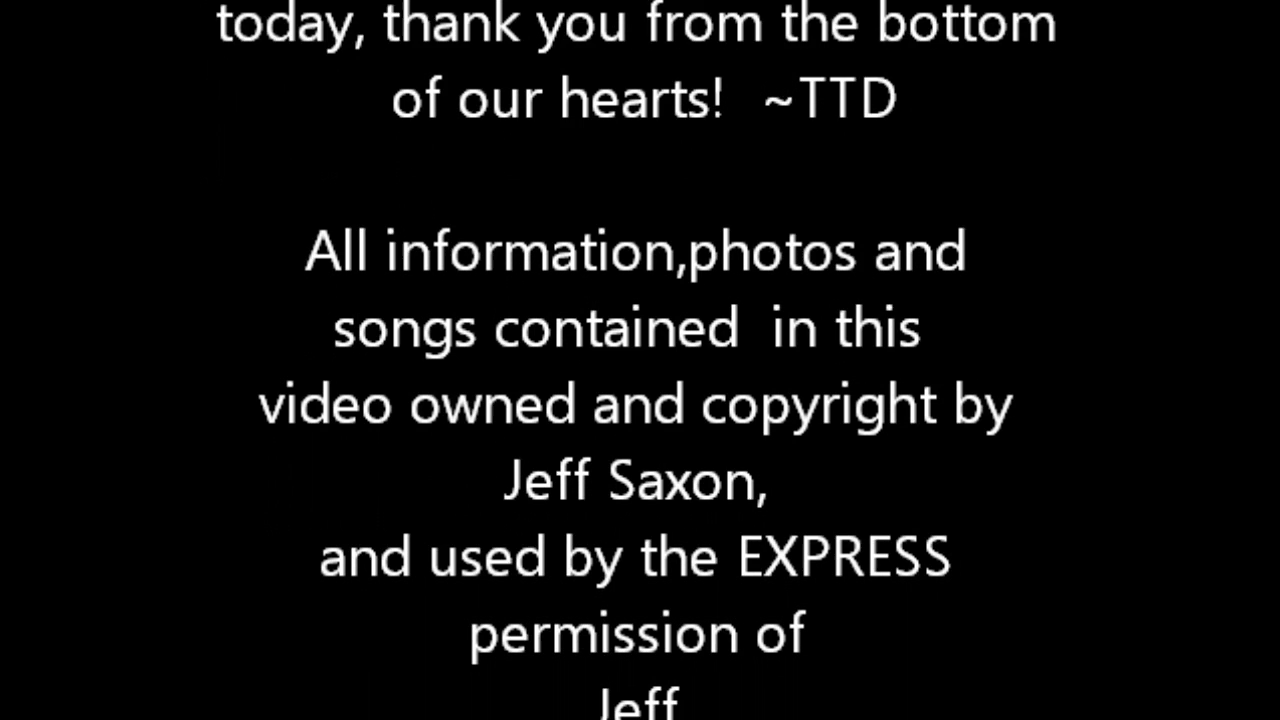 today, thank you from the bottom
of our hearts!  ~TTD
All information,photos and
songs contained  in this
video owned and copyright by
Jeff Saxon,
and used by the EXPRESS
permission of
Jeff